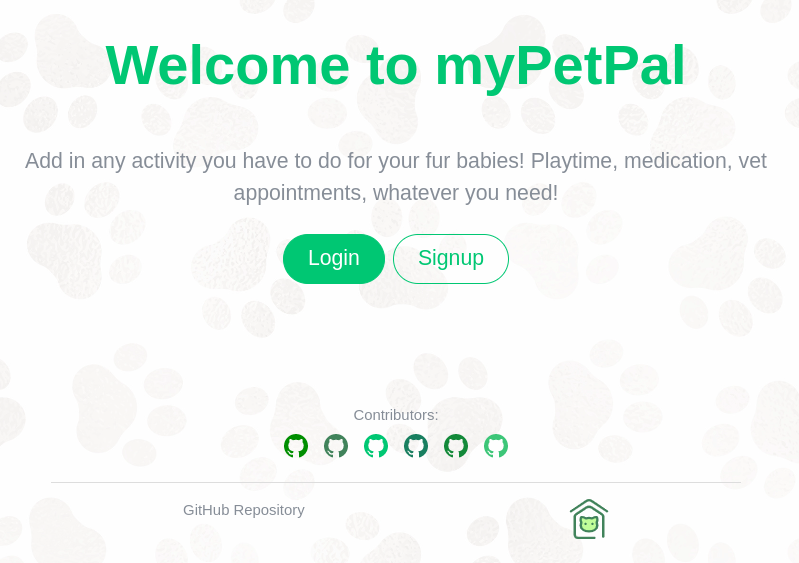 Welcome to myPetPal
Add in any activity you have to do for your fur babies! Playtime, medication, vet
appointments, whatever you need!
Login
Signup
Contributors:
GitHub Repository